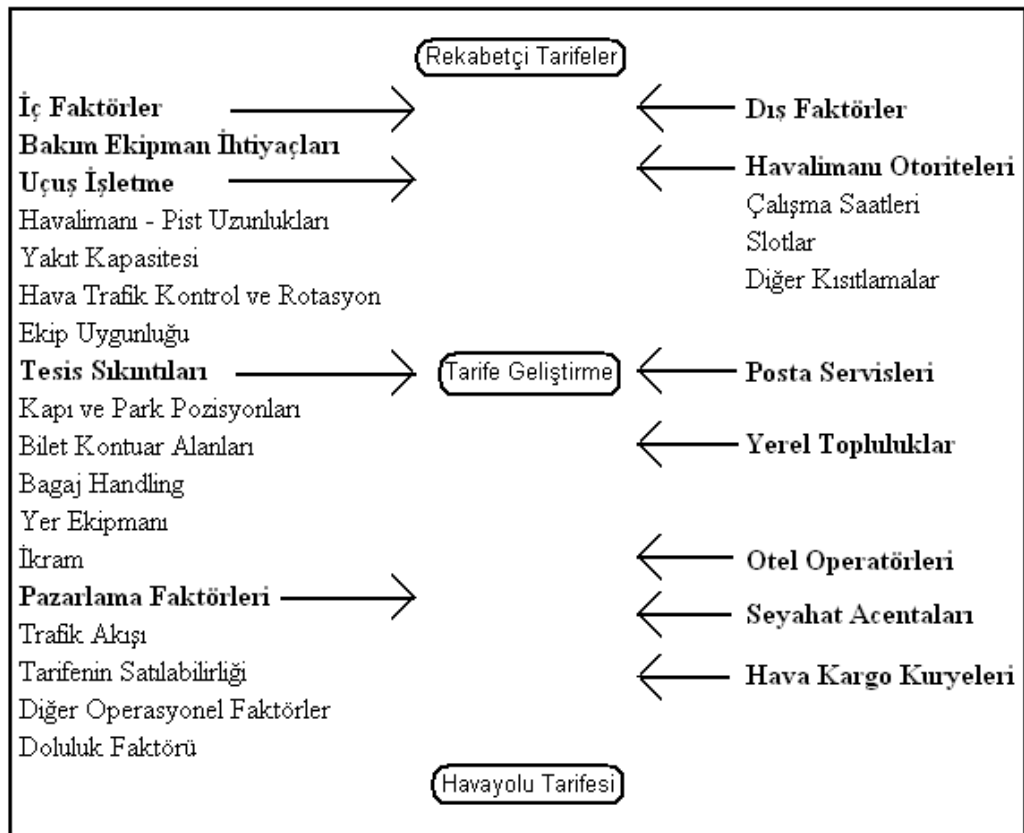 Rekabetçi Tarifeler
İç Faktörler
Bakım Ekipman İhtiyaçları
Uçuş İşletme
Havalimanı - Pist Uzunlukları
Yakıt Kapasitesi
Hava Trafik Kontrol ve Rotasyon
Ekip Uygunluğu
Tesis Sıkıntıları
Kapı ve Park Pozisyonları
Bilet Kontuar Alanları
Bagaj Handling
Yer Ekipmanı
İkram
Pazarlama Faktörleri
Trafik Akışı
Tarifenin Satılabilirliği
Diğer Operasyonel Faktörler
Doluluk Faktörü
Tarife Geliştirme
Dış Faktörler
Havalimanı Otoriteleri
Çalışma Saatleri
Slotlar
Diğer Kısıtlamalar
Posta Servisleri
Yerel Topluluklar
Otel Operatörleri
Seyahat Acentaları
Hava Kargo Kuryeleri
Havayolu Tarifesi